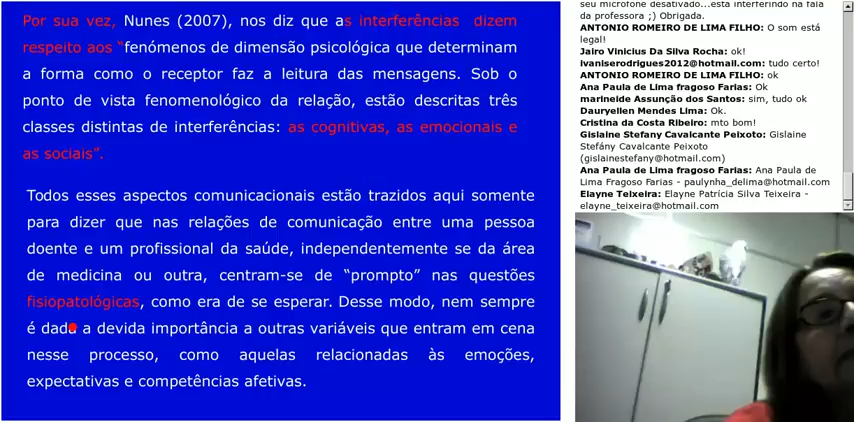 Por sua vez, Nunes (2007), nos diz que as interferências dizem
respeito aos “fenómenos de dimensão psicológica que determinam
a forma como o receptor faz a leitura das mensagens. Sob o
ponto de vista fenomenológico da relação, estão descritas três
classes distintas de interferências: as cognitivas, as emocionais e
as sociais”.
Todos esses aspectos comunicacionais estão trazidos aqui somente
para dizer que nas relações de comunicação entre uma pessoa
doente e um profissional da saúde, independentemente se da área
de medicina ou outra, centram-se de “prompto” nas questões
fisiopatológicas, como era de se esperar. Desse modo, nem sempre
é dada a devida importância a outras variáveis que entram em cena
nesse processo, como aquelas relacionadas às emoções,
expectativas e competências afetivas.
seu microfone desativado...está interferindo na fala
da professora ;) Obrigada.
ANTONIO ROMEIRO DE LIMA FILHO: O som está
legal!
Jairo Vinicius Da Silva Rocha: ok!
ivaniserodrigues2012@hotmail.com: tudo certo!
ANTONIO ROMEIRO DE LIMA FILHO: ok
Ana Paula de Lima fragoso Farias: Ok
marineide Assunção dos Santos: sim, tudo ok
Dauryellen Mendes Lima: Ok.
Cristina da Costa Ribeiro: mto bom!
Gislaine Stefany Cavalcante Peixoto: Gislaine
Stefány Cavalcante Peixoto
(gislainestefany@hotmail.com)
Ana Paula de Lima fragoso Farias: Ana Paula de
Lima Fragoso Farias - paulynha_delima@hotmail.com
Elayne Teixeira: Elayne Patrícia Silva Teixeira -
elayne_teixeira@hotmail.com